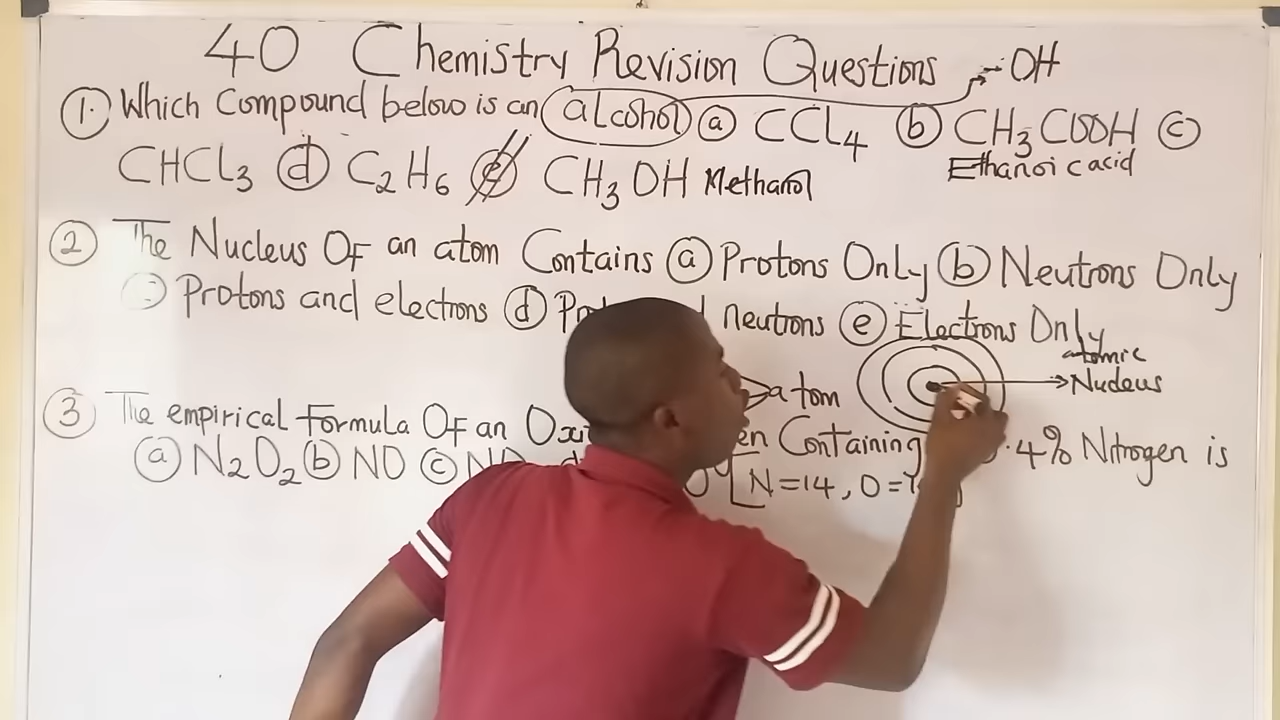 40 Chemistry Revision Questions -OH
① Which Compound below is an alcohol ⓐ CCl4 ⓑ CH3COOH ⓒ
Ethanoic acid
CHCl3 ⓓ C2H6 ⓔ CH3OH Methanol
② The Nucleus Of an atom Contains ⓐ Protons Only ⓑ Neutrons Only
Protons and electrons ⓓ neutrons ⓔ Electrons Only
atomic
atom Nucleus
③ The empirical formula Of an Containing 4% Nitrogen is
ⓐ N2O2 ⓑ NO ⓒ [N=14, O=